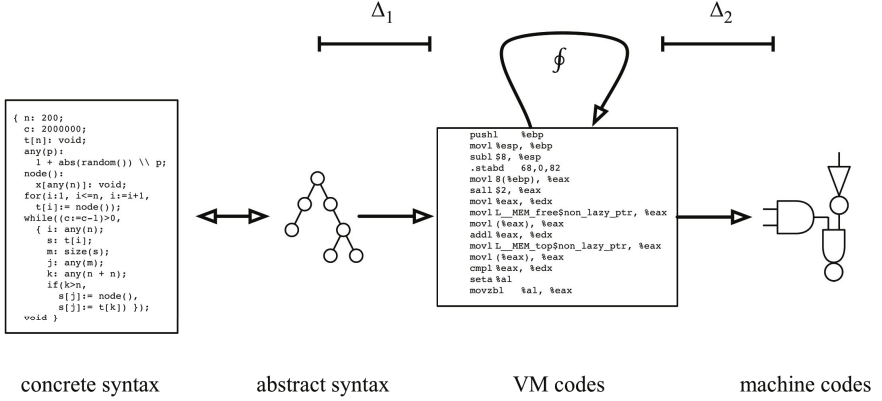 Δ1
Δ2
∮
{ n: 200;
c: 2000000;
t[n]: void;
any(p):
1 + abs(random()) \\ p;
node():
x[any(n)]: void;
for(i:1, i<=n, i:=i+1,
t[i]:= node());
while((c:=c-1)>0,
{ i: any(n);
s: t[i];
m: size(s);
j: any(m);
k: any(n + n);
if(k>n,
s[j]:= node(),
s[j]:= t[k]) });
void }
pushl %ebp
movl %esp, %ebp
subl $8, %esp
.stabd 68,0,82
movl 8(%ebp), %eax
sall $2, %eax
movl %eax, %edx
movl L__MEM_free$non_lazy_ptr, %eax
movl (%eax), %eax
addl %eax, %edx
movl L__MEM_top$non_lazy_ptr, %eax
movl (%eax), %eax
cmpl %eax, %edx
seta %al
movzbl %al, %eax
concrete syntax
abstract syntax
VM codes
machine codes